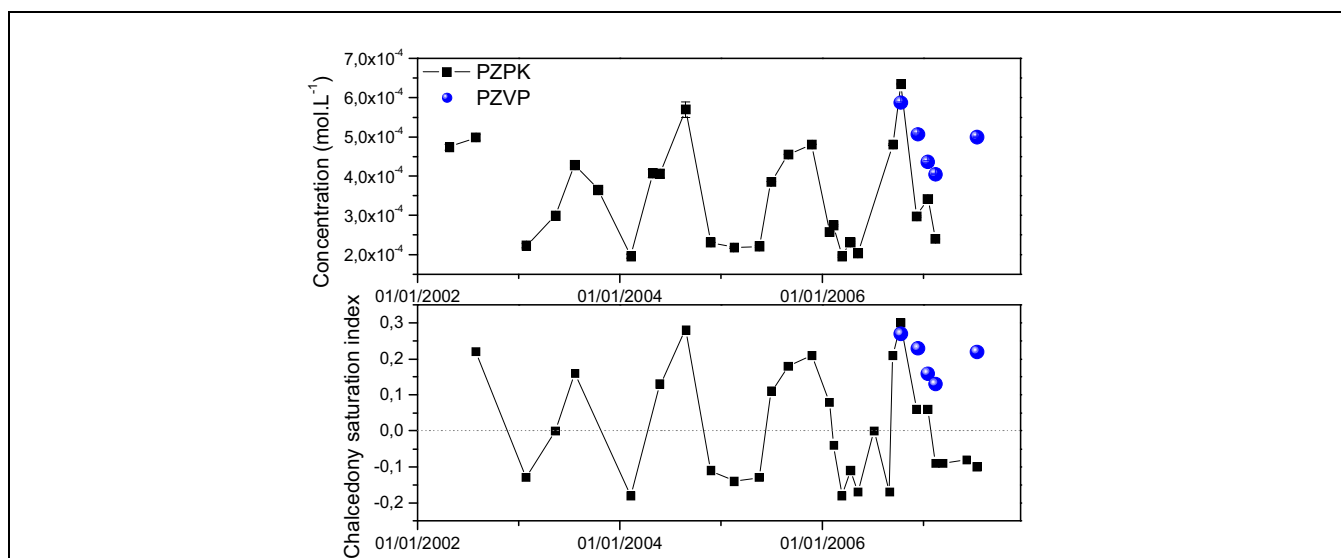 7,0x10⁻⁴
6,0x10⁻⁴
5,0x10⁻⁴
4,0x10⁻⁴
3,0x10⁻⁴
2,0x10⁻⁴
Concentration (mol.L⁻¹)
PZPK
PZVP
01/01/2002 01/01/2004 01/01/2006
0,3
0,2
0,1
0,0
-0,1
-0,2
Chalcedony saturation index
01/01/2002 01/01/2004 01/01/2006